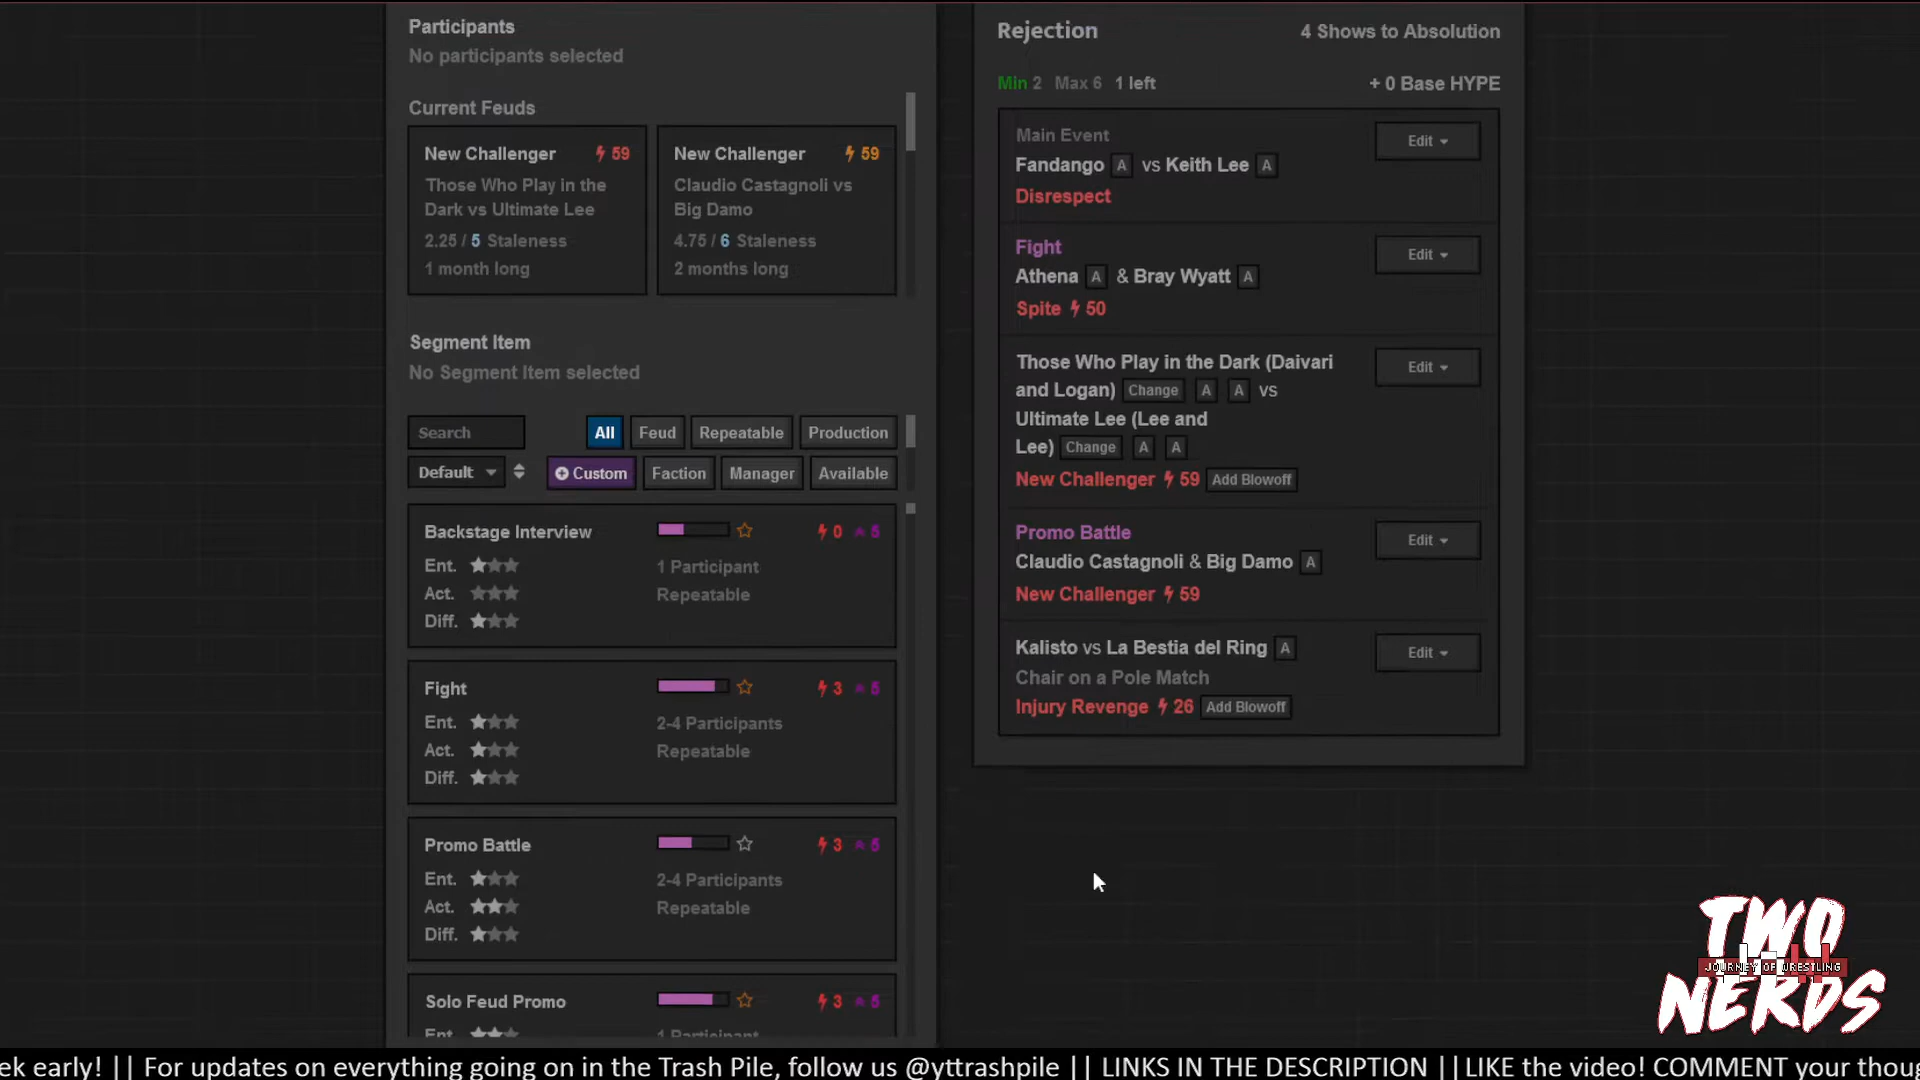 Participants
No participants selected
Current Feuds
New Challenger 59
Those Who Play in the
Dark vs Ultimate Lee
2.25 / 5 Staleness
1 month long
New Challenger 59
Claudio Castagnoli vs
Big Damo
4.75 / 6 Staleness
2 months long
Segment Item
No Segment Item selected
Search All Feud Repeatable Production
Default Custom Faction Manager Available
Backstage Interview 0 5
Ent. 1 Participant
Act. Repeatable
Diff.
Fight 3 5
Ent. 2-4 Participants
Act. Repeatable
Diff.
Promo Battle 3 5
Ent. 2-4 Participants
Act. Repeatable
Diff.
Solo Feud Promo 3 5
Ent. 1 Participant
Rejection 4 Shows to Absolution
Min 2 Max 6 1 left + 0 Base HYPE
Main Event Edit
Fandango A vs Keith Lee A
Disrespect
Fight Edit
Athena A & Bray Wyatt A
Spite 50
Those Who Play in the Dark (Daivari Edit
and Logan) Change A A vs
Ultimate Lee (Lee and
Lee) Change A A
New Challenger 59 Add Blowoff
Promo Battle Edit
Claudio Castagnoli & Big Damo A
New Challenger 59
Kalisto vs La Bestia del Ring A Edit
Chair on a Pole Match
Injury Revenge 26 Add Blowoff
TWO
JOURNEY OF WRESTLING
NERDS
ek early! || For updates on everything going on in the Trash Pile, follow us @yttrashpile || LINKS IN THE DESCRIPTION || LIKE the video! COMMENT your thoug